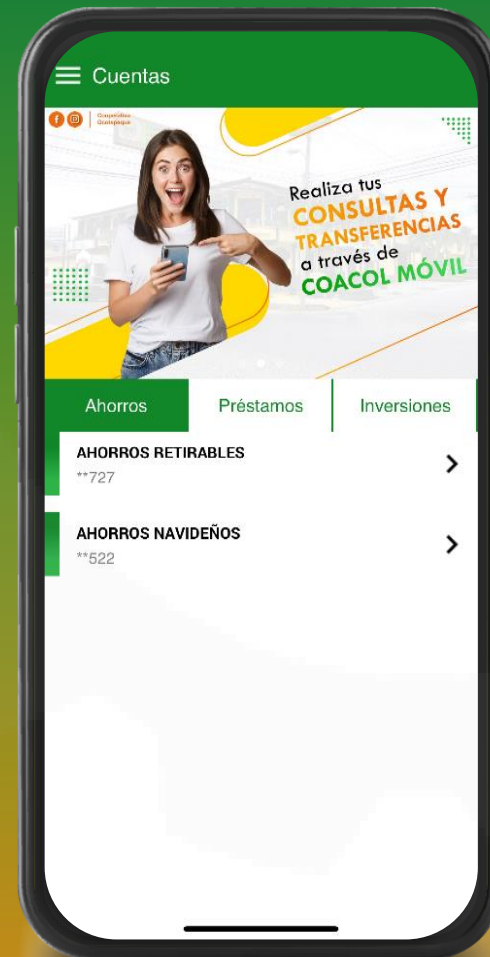 Cuentas
Realiza tus
CONSULTAS Y
TRANSFERENCIAS
a través de
COACOL MÓVIL
Ahorros
Préstamos
Inversiones
AHORROS RETIRABLES
**727
AHORROS NAVIDEÑOS
**522